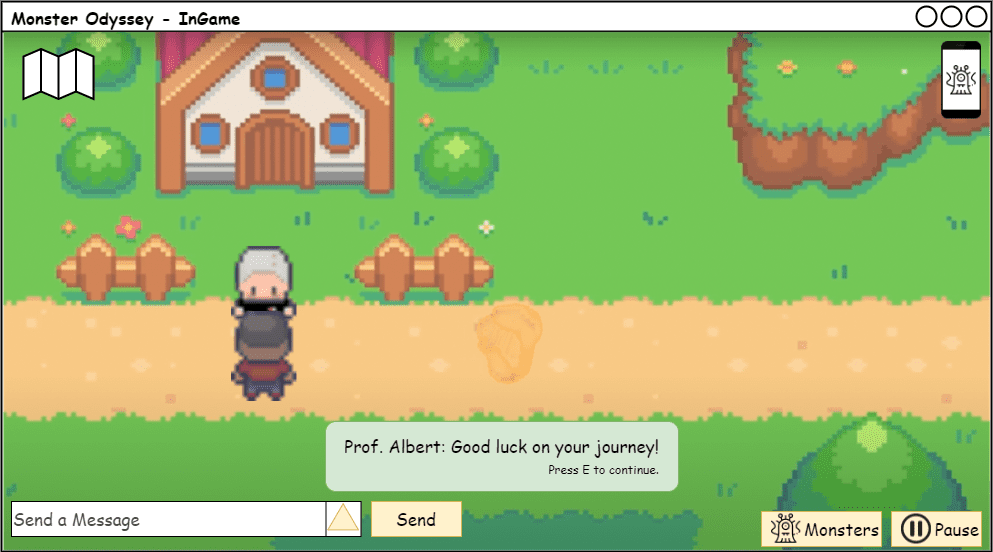 Monster Odyssey - InGame
Prof. Albert: Good luck on your journey!
Press E to continue.
Send a Message
Send
Monsters
Pause